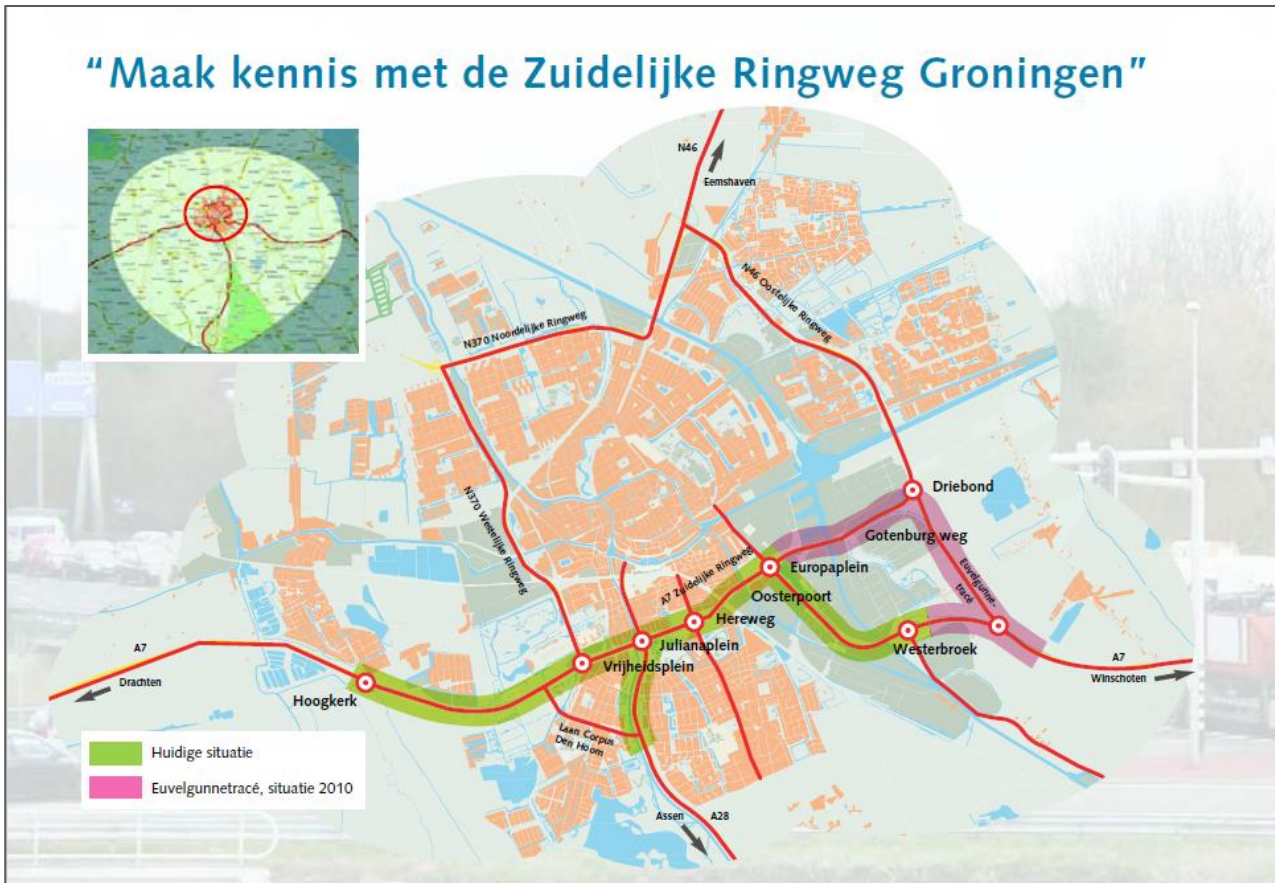 “Maak kennis met de Zuidelijke Ringweg Groningen”
N46
Eemshaven
N46 Oostelijke Ringweg
N370 Noordelijke Ringweg
N370 Westelijke Ringweg
Driebond
Gotenburg weg
A7 Zuidelijke Ringweg
Europaplein
Euvelgunne-
tracé
Oosterpoort
Hereweg
Julianaplein
Westerbroek
Vrijheidsplein
A7
Drachten
A7
Winschoten
Hoogkerk
Laan Corpus
Den Hoorn
Huidige situatie
Euvelgunnetracé, situatie 2010
Assen
A28